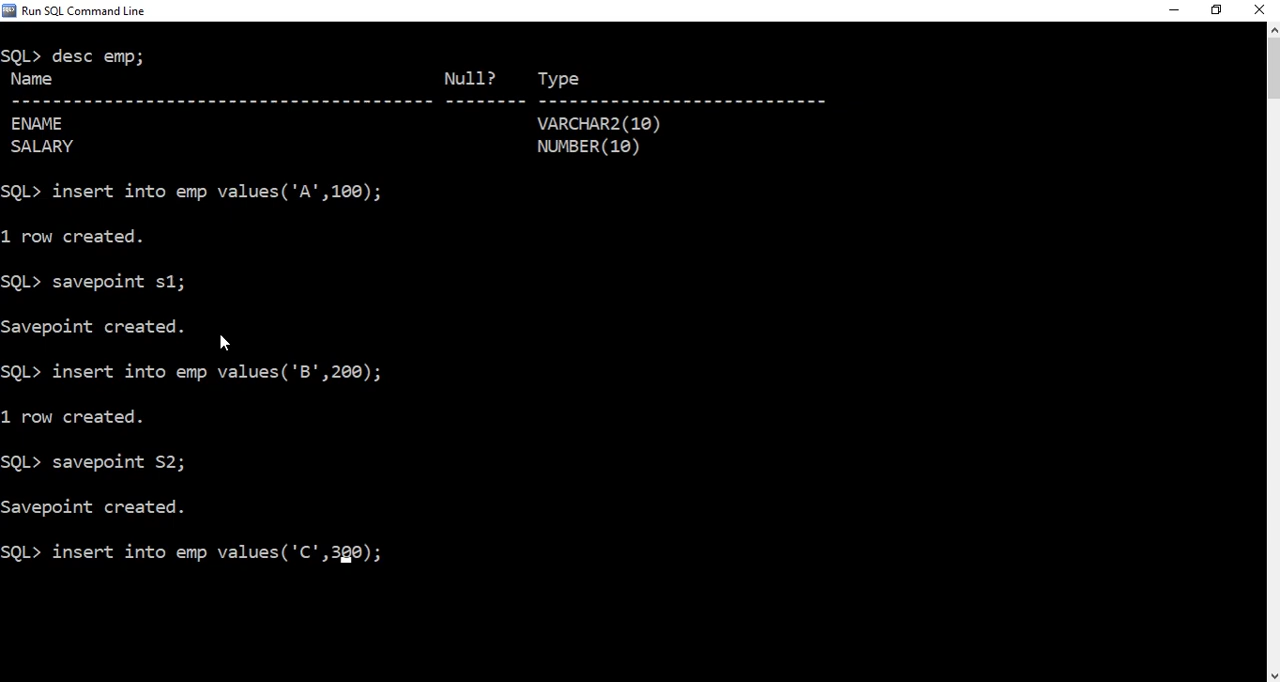 Run SQL Command Line
SQL> desc emp;
Name Null? Type
----------------------------------------- -------- ----------------------------
ENAME VARCHAR2(10)
SALARY NUMBER(10)
SQL> insert into emp values('A',100);
1 row created.
SQL> savepoint s1;
Savepoint created.
SQL> insert into emp values('B',200);
1 row created.
SQL> savepoint S2;
Savepoint created.
SQL> insert into emp values('C',300);